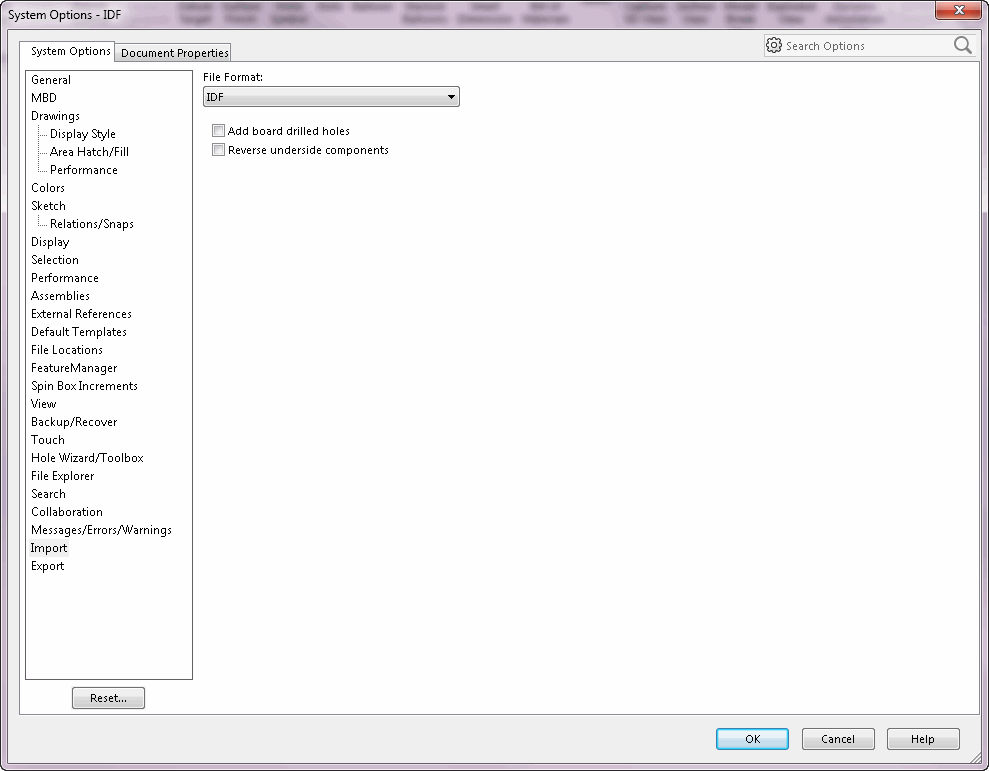 System Options - IDF
System Options
Document Properties
Search Options
General
MBD
Drawings
Display Style
Area Hatch/Fill
Performance
Colors
Sketch
Relations/Snaps
Display
Selection
Performance
Assemblies
External References
Default Templates
File Locations
FeatureManager
Spin Box Increments
View
Backup/Recover
Touch
Hole Wizard/Toolbox
File Explorer
Search
Collaboration
Messages/Errors/Warnings
Import
Export
Reset...
File Format:
IDF
Add board drilled holes
Reverse underside components
OK
Cancel
Help